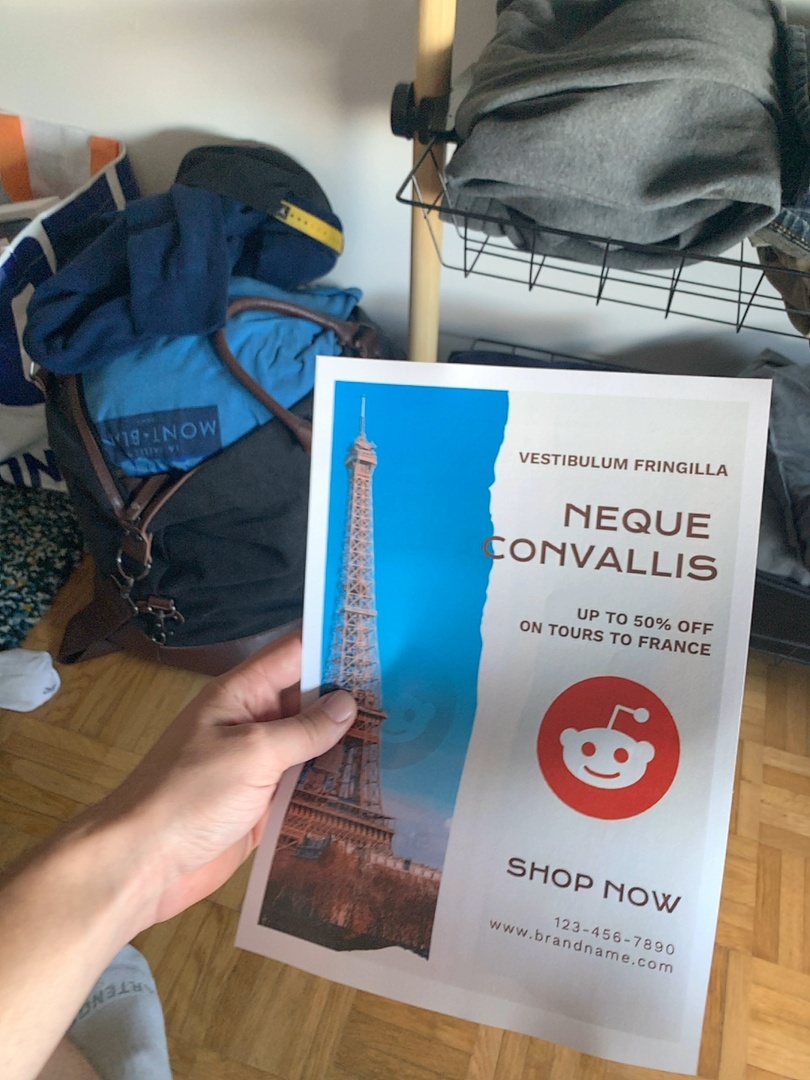 MONT-BLA
VESTIBULUM FRINGILLA
NEQUE
CONVALLIS
UP TO 50% OFF
ON TOURS TO FRANCE
SHOP NOW
123-456-7890
www.brandname.com